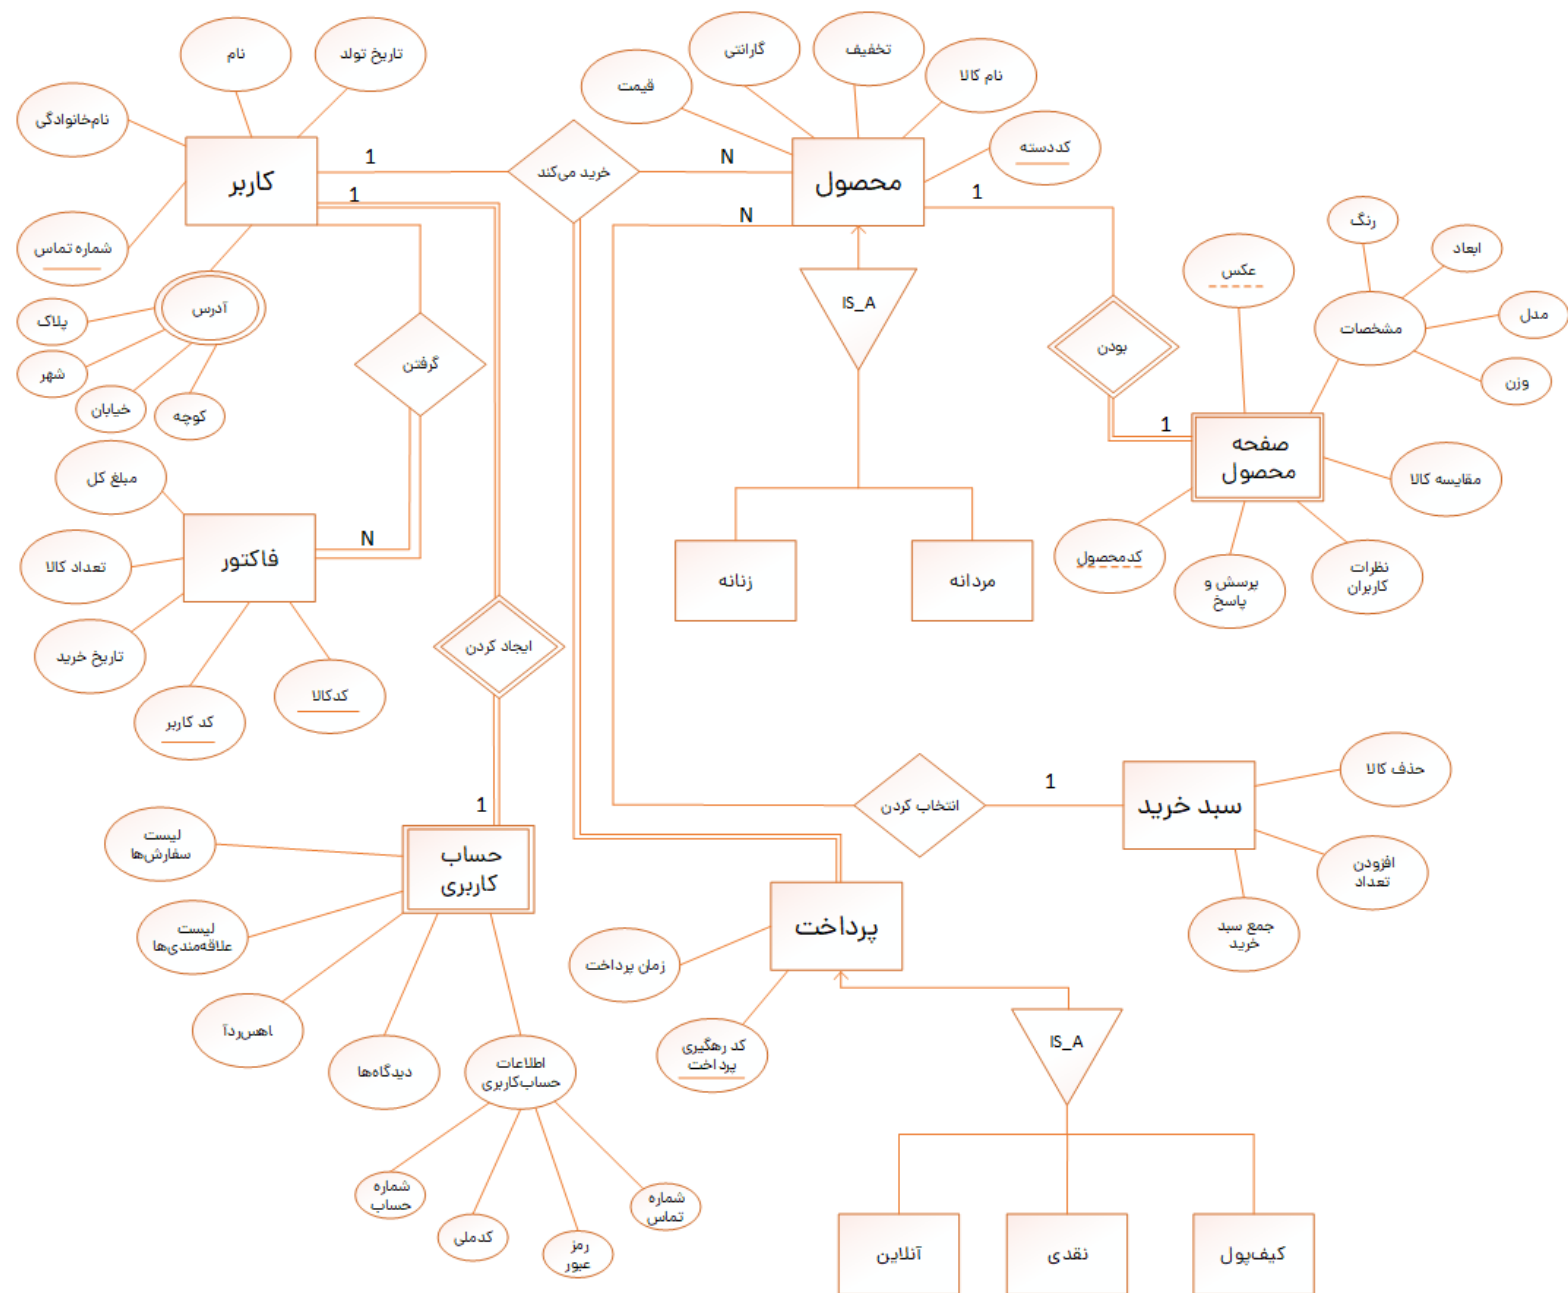 تاریخ تولد
نام
نام‌خانوادگی
کاربر
شماره تماس
آدرس
پلاک
شهر
خیابان
کوچه
1
خرید می‌کند
N
1
قیمت
گارانتی
تخفیف
نام کالا
کددسته
محصول
1
N
IS_A
زنانه
مردانه
بودن
1
عکس
رنگ
ابعاد
مدل
وزن
مشخصات
صفحه
محصول
مقایسه کالا
نظرات
کاربران
پرسش و
پاسخ
کدمحصول
گرفتن
N
مبلغ کل
فاکتور
تعداد کالا
تاریخ خرید
کد کاربر
کدکالا
ایجاد کردن
1
حساب
کاربری
لیست
سفارش‌ها
لیست
علاقه‌مندی‌ها
اهس‌ردآ
دیدگاه‌ها
اطلاعات
حساب‌کاربری
شماره
حساب
کدملی
رمز
عبور
شماره
تماس
انتخاب کردن
1
سبد خرید
حذف کالا
افزودن
تعداد
جمع سبد
خرید
پرداخت
زمان پرداخت
کد رهگیری
پرداخت
IS_A
آنلاین
نقدی
کیف‌پول